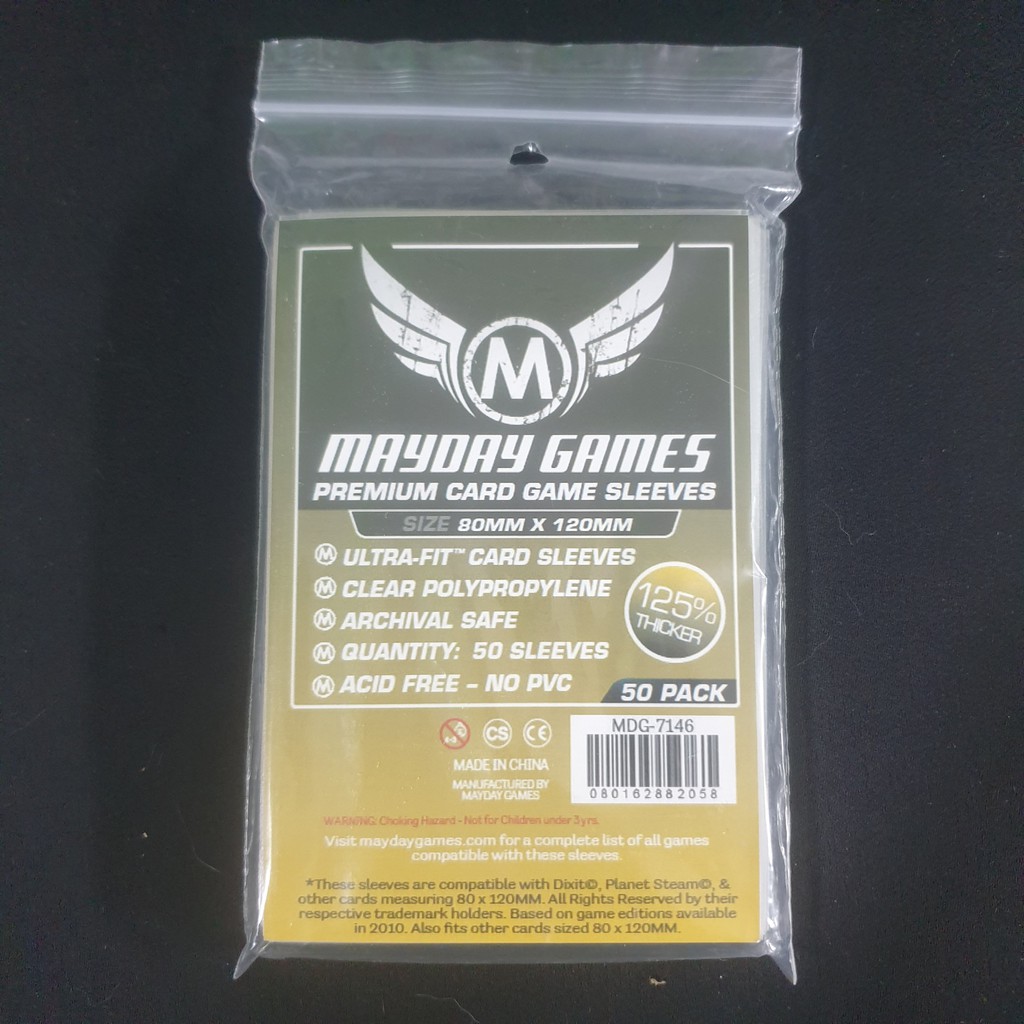 M
MAYDAY GAMES
PREMIUM CARD GAME SLEEVES
SIZE 80MM X 120MM
M ULTRA-FIT™ CARD SLEEVES
M CLEAR POLYPROPYLENE
M ARCHIVAL SAFE
M QUANTITY: 50 SLEEVES
M ACID FREE - NO PVC
125%
THICKER
50 PACK
MDG-7146
080162882058
0-3
CS
CE
MADE IN CHINA
MANUFACTURED BY
MAYDAY GAMES
WARNING: Choking Hazard - Not for Children under 3 yrs.
Visit maydaygames.com for a complete list of all games
compatible with these sleeves.
*These sleeves are compatible with Dixit©, Planet Steam©, &
other cards measuring 80 x 120MM. All Rights Reserved by their
respective trademark holders. Based on game editions available
in 2010. Also fits other cards sized 80 x 120MM.